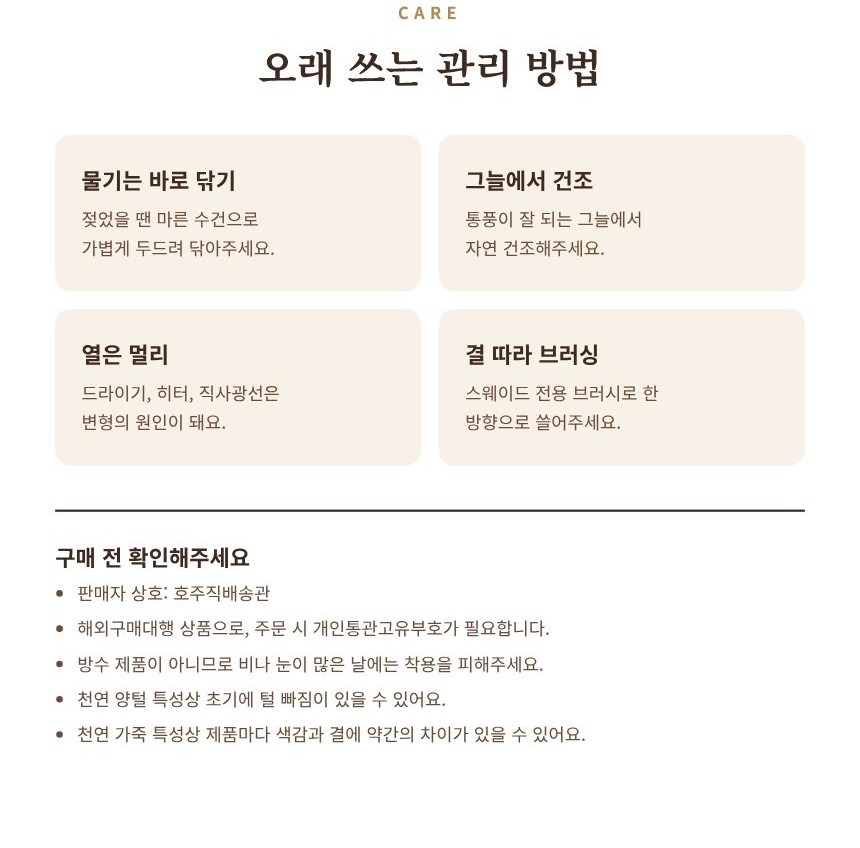 CARE
오래 쓰는 관리 방법
물기는 바로 닦기
젖었을 땐 마른 수건으로
가볍게 두드려 닦아주세요.
그늘에서 건조
통풍이 잘 되는 그늘에서
자연 건조해주세요.
열은 멀리
드라이기, 히터, 직사광선은
변형의 원인이 돼요.
결 따라 브러싱
스웨이드 전용 브러시로 한
방향으로 쓸어주세요.
구매 전 확인해주세요
• 판매자 상호: 호주직배송관
• 해외구매대행 상품으로, 주문 시 개인통관고유부호가 필요합니다.
• 방수 제품이 아니므로 비나 눈이 많은 날에는 착용을 피해주세요.
• 천연 양털 특성상 초기에 털 빠짐이 있을 수 있어요.
• 천연 가죽 특성상 제품마다 색감과 결에 약간의 차이가 있을 수 있어요.